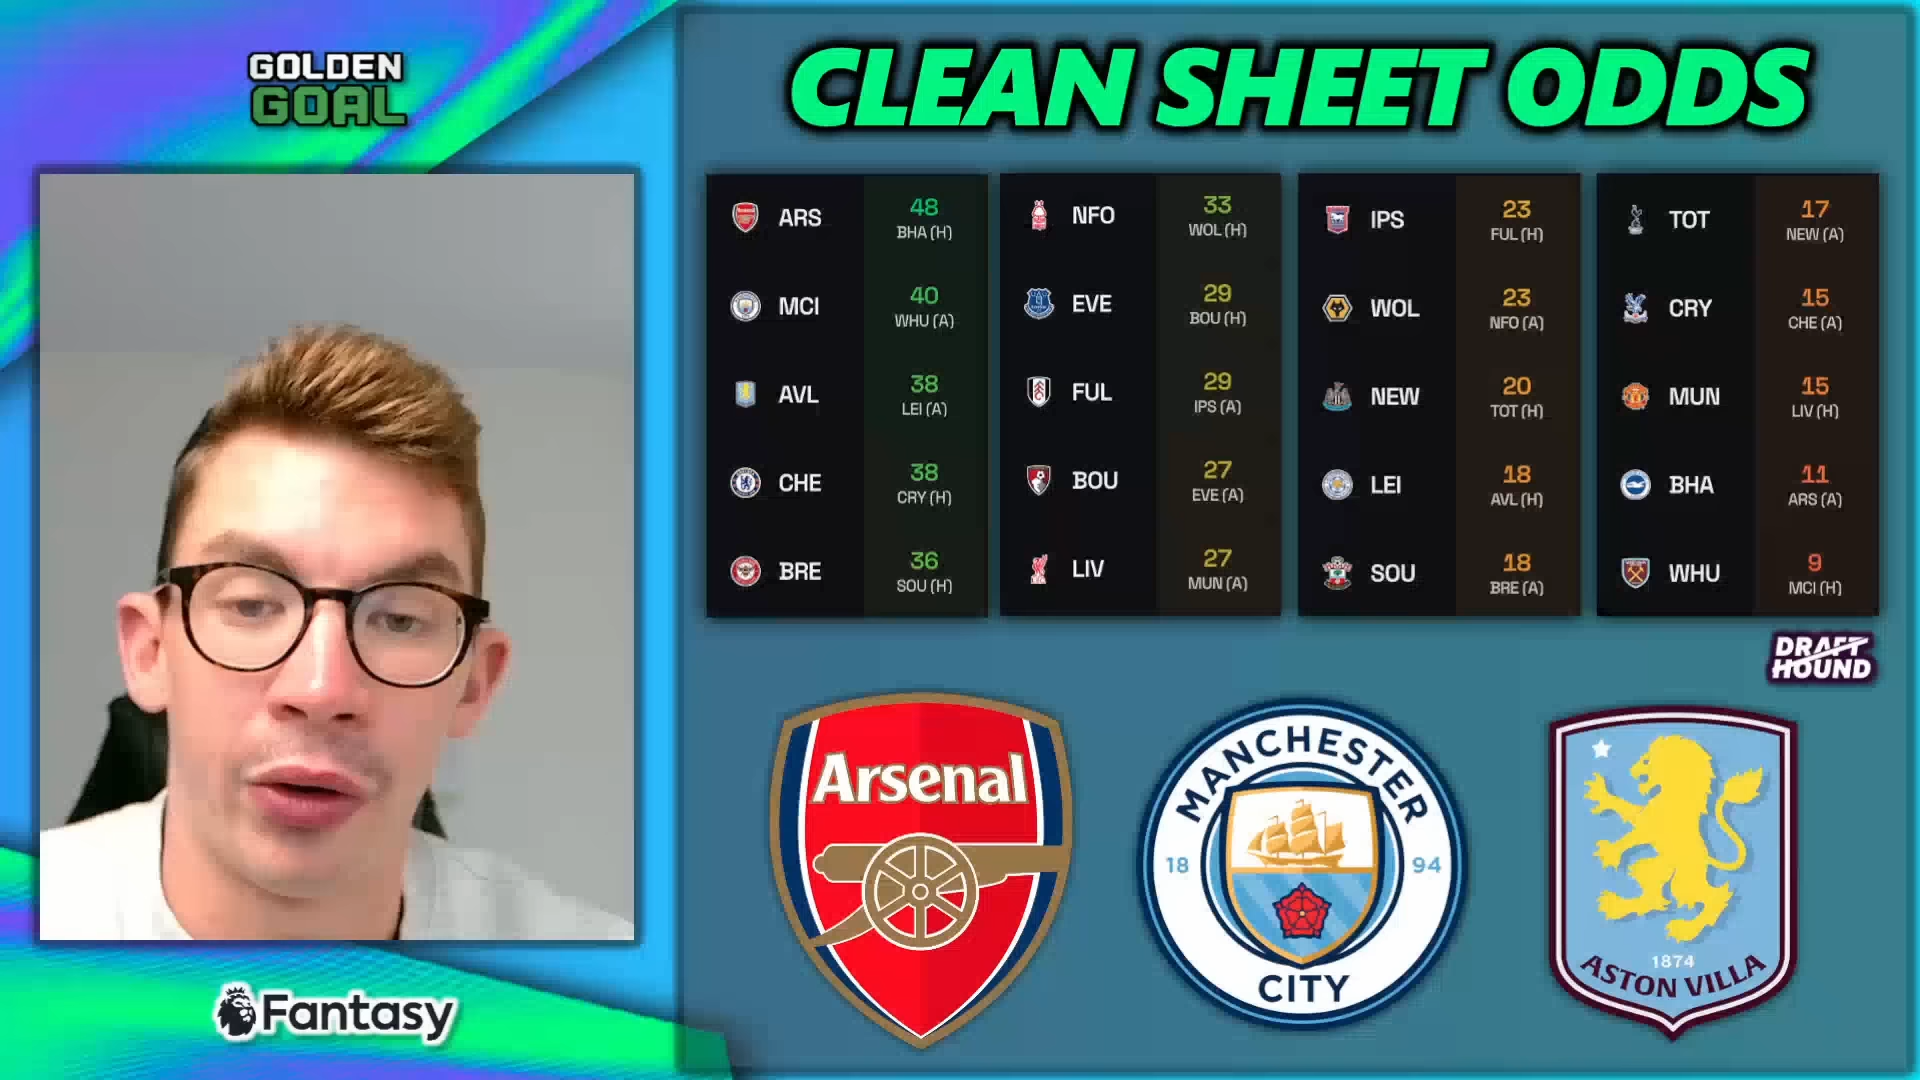 GOLDEN
GOAL
CLEAN SHEET ODDS
ARS
48
BHA (H)
MCI
40
WHU (A)
AVL
38
LEI (A)
CHE
38
CRY (H)
BRE
36
SOU (H)
NFO
33
WOL (H)
EVE
29
BOU (H)
FUL
29
IPS (A)
BOU
27
EVE (A)
LIV
27
MUN (A)
IPS
23
FUL (H)
WOL
23
NFO (A)
NEW
20
TOT (H)
LEI
18
AVL (H)
SOU
18
BRE (A)
TOT
17
NEW (A)
CRY
15
CHE (A)
MUN
15
LIV (H)
BHA
11
ARS (A)
WHU
9
MCI (H)
DRAFT
HOUND
Arsenal
MANCHESTER
18 94
CITY
1874
ASTON VILLA
Fantasy